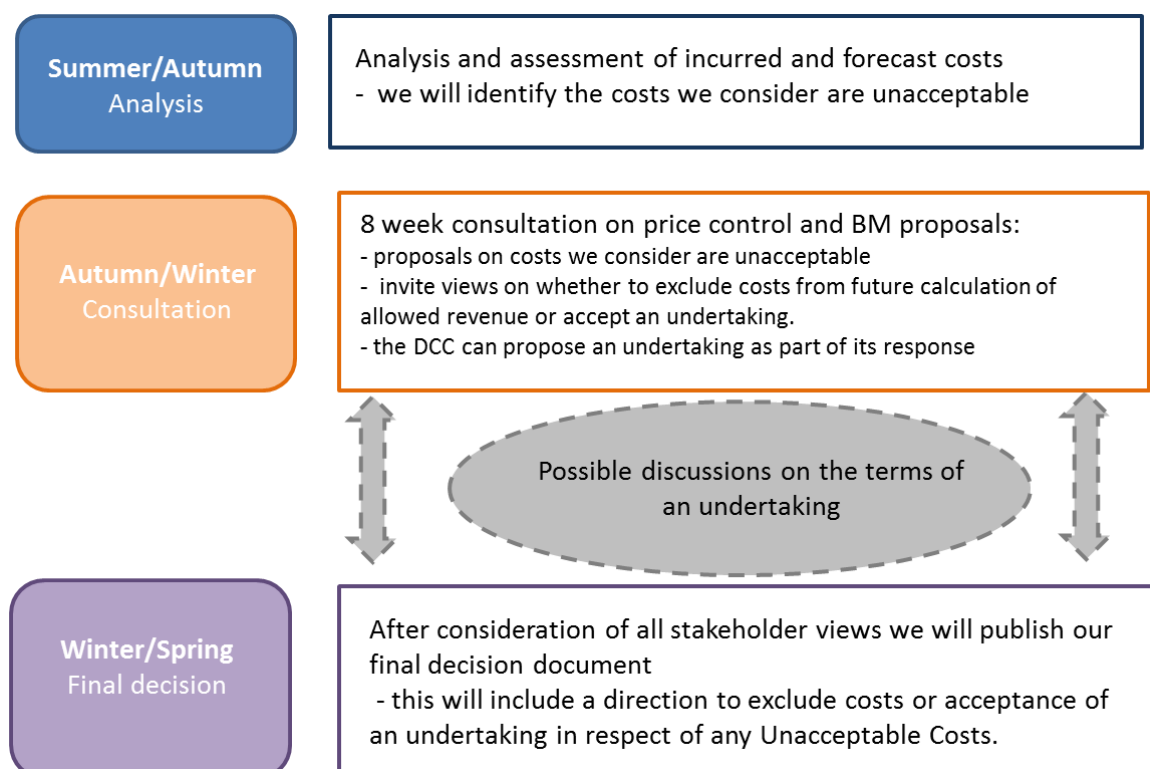 Summer/Autumn
Analysis
Analysis and assessment of incurred and forecast costs
- we will identify the costs we consider are unacceptable
Autumn/Winter
Consultation
8 week consultation on price control and BM proposals:
- proposals on costs we consider are unacceptable
- invite views on whether to exclude costs from future calculation of
allowed revenue or accept an undertaking.
- the DCC can propose an undertaking as part of its response
Possible discussions on the terms of
an undertaking
Winter/Spring
Final decision
After consideration of all stakeholder views we will publish our
final decision document
- this will include a direction to exclude costs or acceptance of
an undertaking in respect of any Unacceptable Costs.